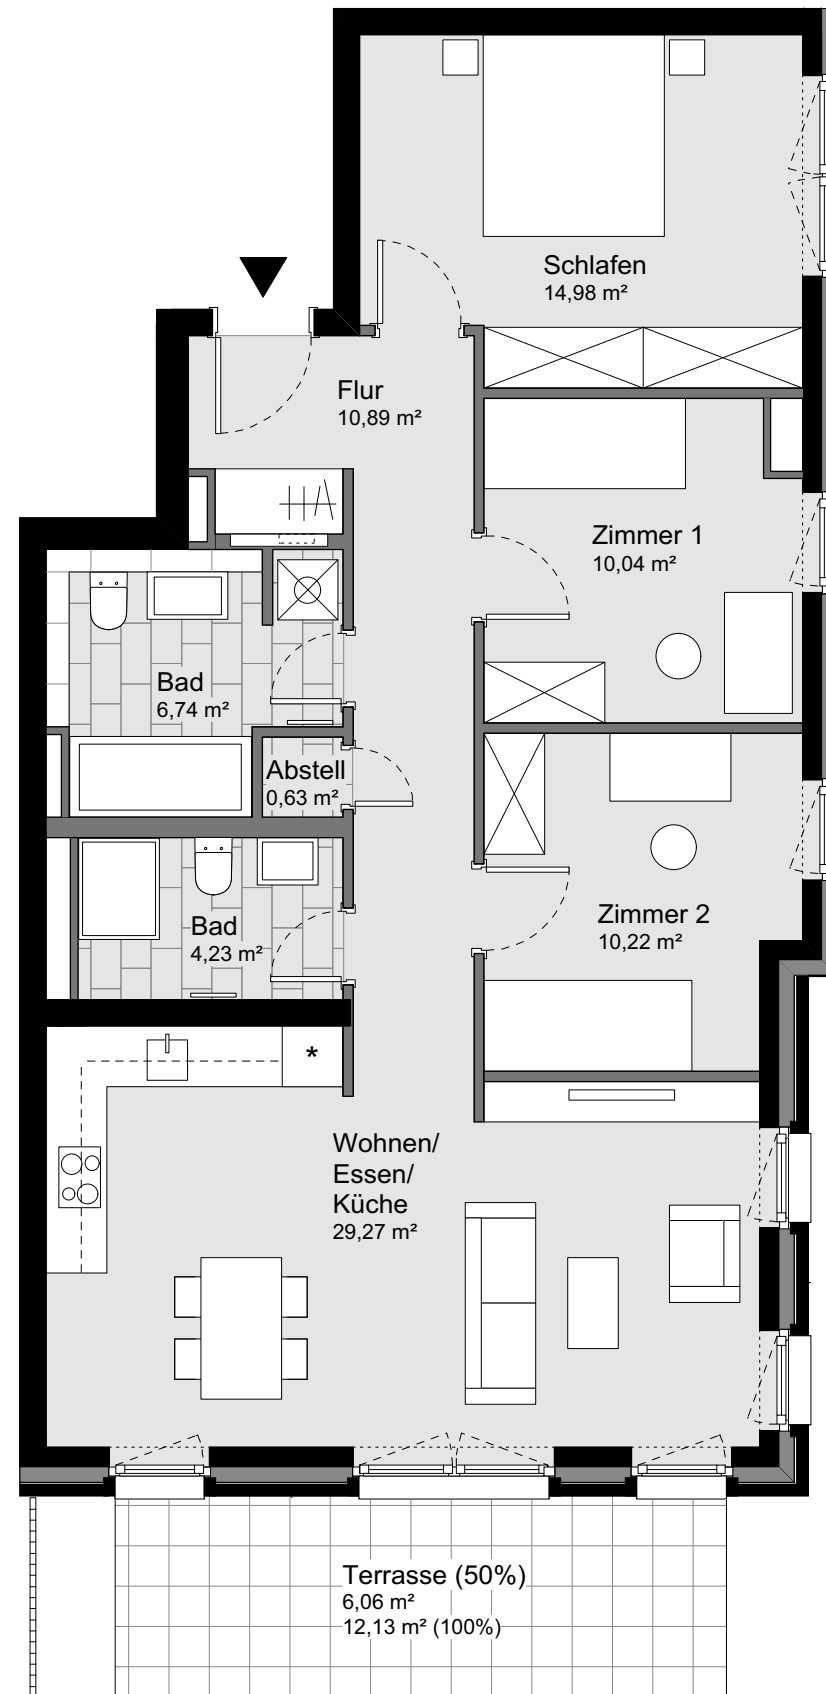 Schlafen
14,98 m²
Flur
10,89 m²
Zimmer 1
10,04 m²
Bad
6,74 m²
Abstell
0,63 m²
Zimmer 2
10,22 m²
Bad
4,23 m²
*
Wohnen/
Essen/
Küche
29,27 m²
Terrasse (50%)
6,06 m²
12,13 m² (100%)